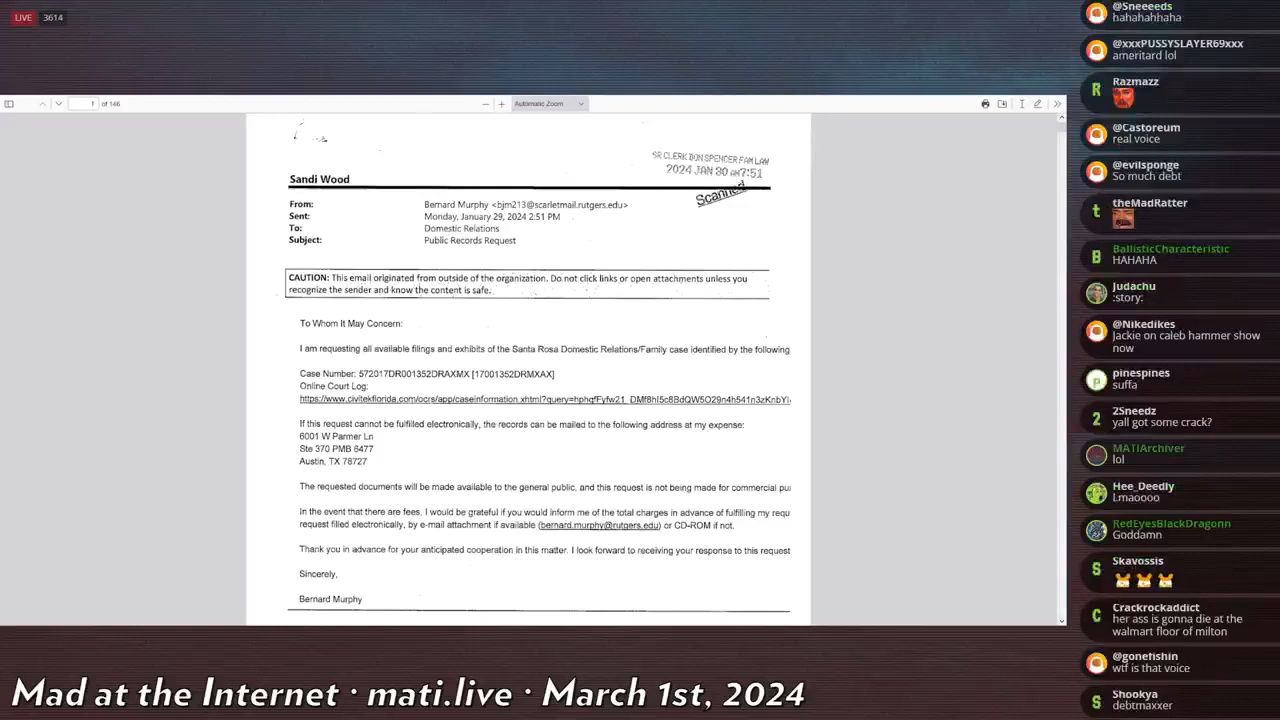 LIVE 3614
1 of 146
Automatic Zoom
SR CLERK DON SPENCER FAM LAW
2024 JAN 30 AM 7:51
Scanned
Sandi Wood
From: Bernard Murphy <bjm213@scarletmail.rutgers.edu>
Sent: Monday, January 29, 2024 2:51 PM
To: Domestic Relations
Subject: Public Records Request
CAUTION: This email originated from outside of the organization. Do not click links or open attachments unless you
recognize the sender and know the content is safe.
To Whom It May Concern:
I am requesting all available filings and exhibits of the Santa Rosa Domestic Relations/Family case identified by the following
Case Number: 572017DR001352DRAXMX [17001352DRMXAX]
Online Court Log:
https://www.civitekflorida.com/ocrs/app/caseinformation.xhtml?query=
If this request cannot be fulfilled electronically, the records can be mailed to the following address at my expense:
6001 W Parmer Ln
Ste 370 PMB 6477
Austin, TX 78727
The requested documents will be made available to the general public, and this request is not being made for commercial pu
In the event that there are fees, I would be grateful if you would inform me of the total charges in advance of fulfilling my requ
request filled electronically, by e-mail attachment if available (bernard.murphy@rutgers.edu) or CD-ROM if not.
Thank you in advance for your anticipated cooperation in this matter. I look forward to receiving your response to this request
Sincerely,
Bernard Murphy
@Sneeeeds
hahahahhaha
@xxxPUSSYSLAYER69xxx
ameritard lol
R Razmazz
@Castoreum
real voice
@evilsponge
So much debt
t theMadRatter
B BallisticCharacteristic
HAHAHA
Judachu
:story:
@Nikedikes
Jackie on caleb hammer show
now
p pinespines
suffa
2 2Sneedz
yall got some crack?
MATIArchiver
lol
Hee_Deedly
Lmaoooo
RedEyesBlackDragonn
Goddamn
S Skavossis
C Crackrockaddict
her ass is gonna die at the
walmart floor of milton
@gonefishin
wtf is that voice
S Shookya
debtmaxxer
Mad at the Internet · mati.live · March 1st, 2024